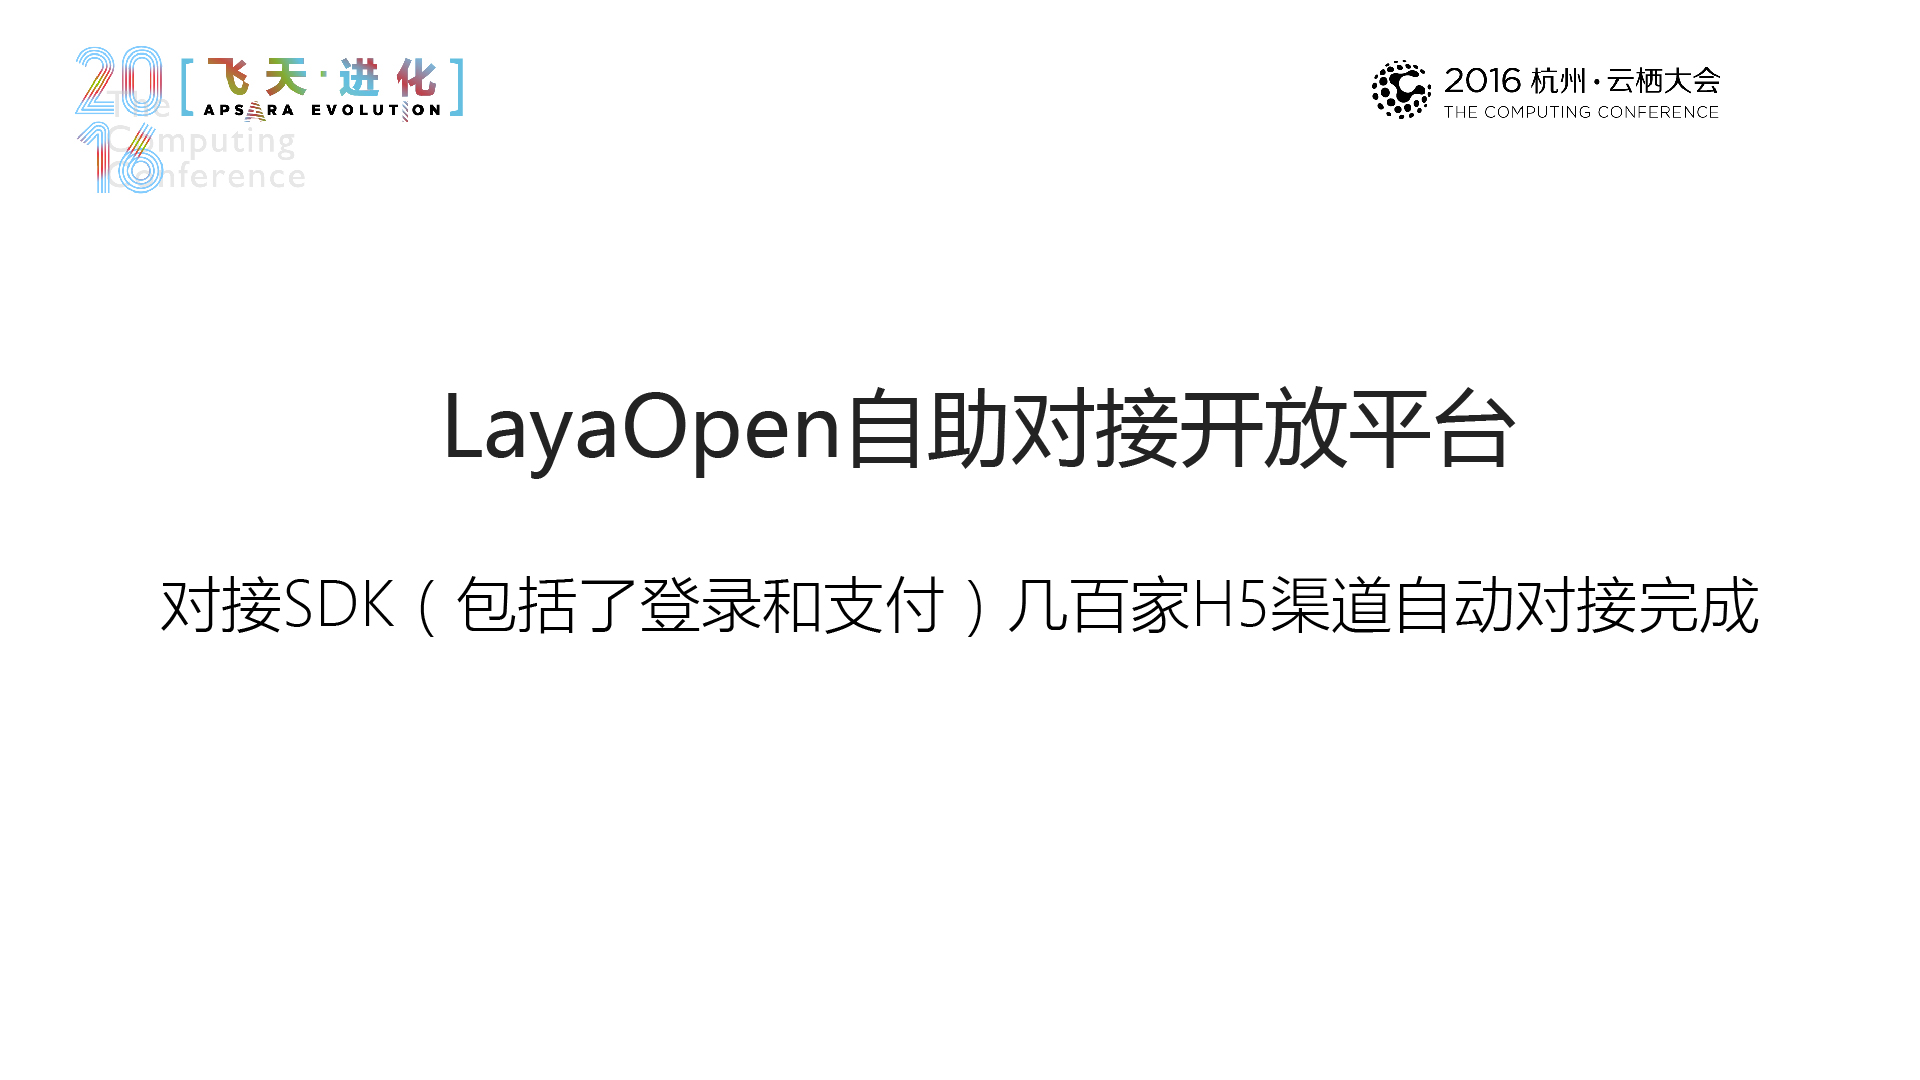 2016
[飞天·进化]
APSARA EVOLUTION
The
Computing
Conference
2016 杭州·云栖大会
THE COMPUTING CONFERENCE
LayaOpen自助对接开放平台
对接SDK（包括了登录和支付）几百家H5渠道自动对接完成